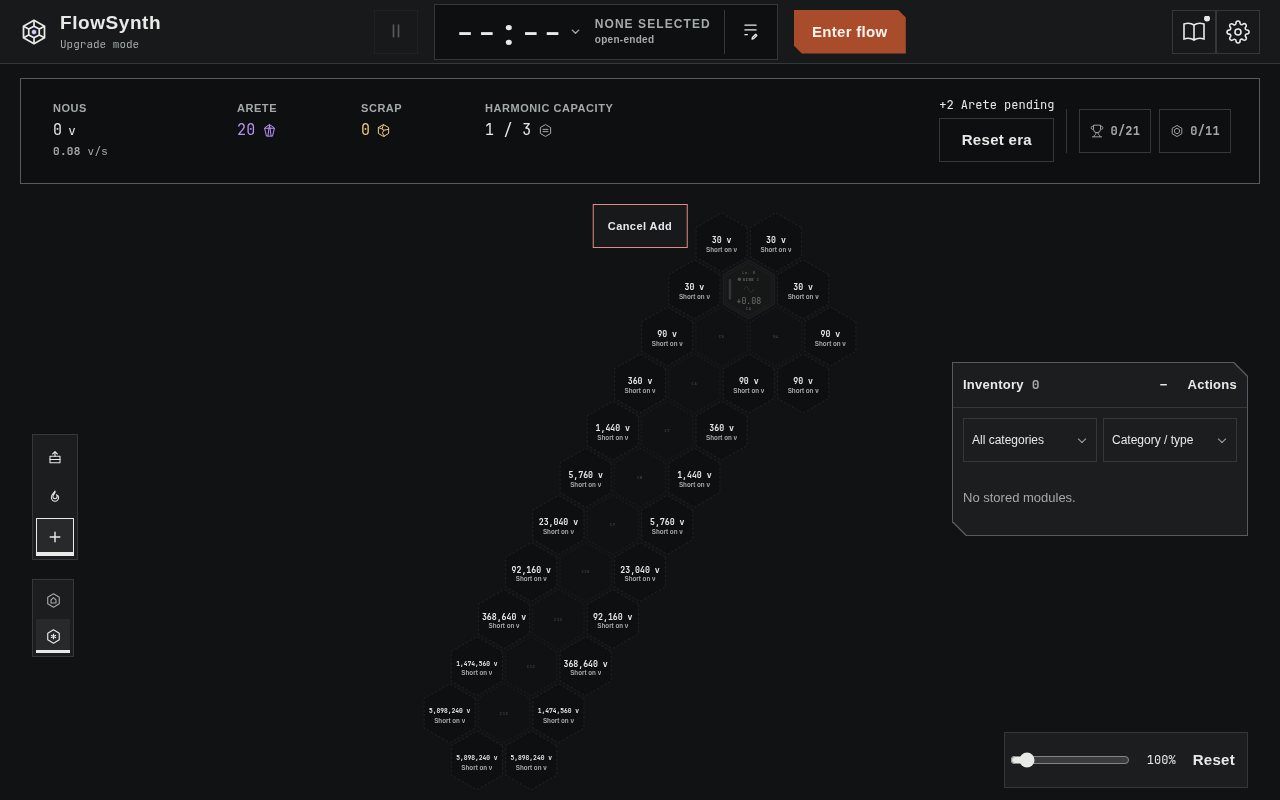 FlowSynth
Upgrade mode
--:--
NONE SELECTED
open-ended
Enter flow
NOUS
0 v
0.08 v/s
ARETE
20
SCRAP
0
HARMONIC CAPACITY
1 / 3
+2 Arete pending
Reset era
0/21
0/11
Cancel Add
30 v
Short on v
30 v
Short on v
30 v
Short on v
+0.08
30 v
Short on v
90 v
Short on v
90 v
Short on v
360 v
Short on v
90 v
Short on v
90 v
Short on v
1,440 v
Short on v
360 v
Short on v
5,760 v
Short on v
1,440 v
Short on v
23,040 v
Short on v
5,760 v
Short on v
92,160 v
Short on v
23,040 v
Short on v
368,640 v
Short on v
92,160 v
Short on v
1,474,560 v
Short on v
368,640 v
Short on v
5,898,240 v
Short on v
1,474,560 v
Short on v
5,898,240 v
Short on v
5,898,240 v
Short on v
Inventory 0
− Actions
All categories
Category / type
No stored modules.
100%
Reset